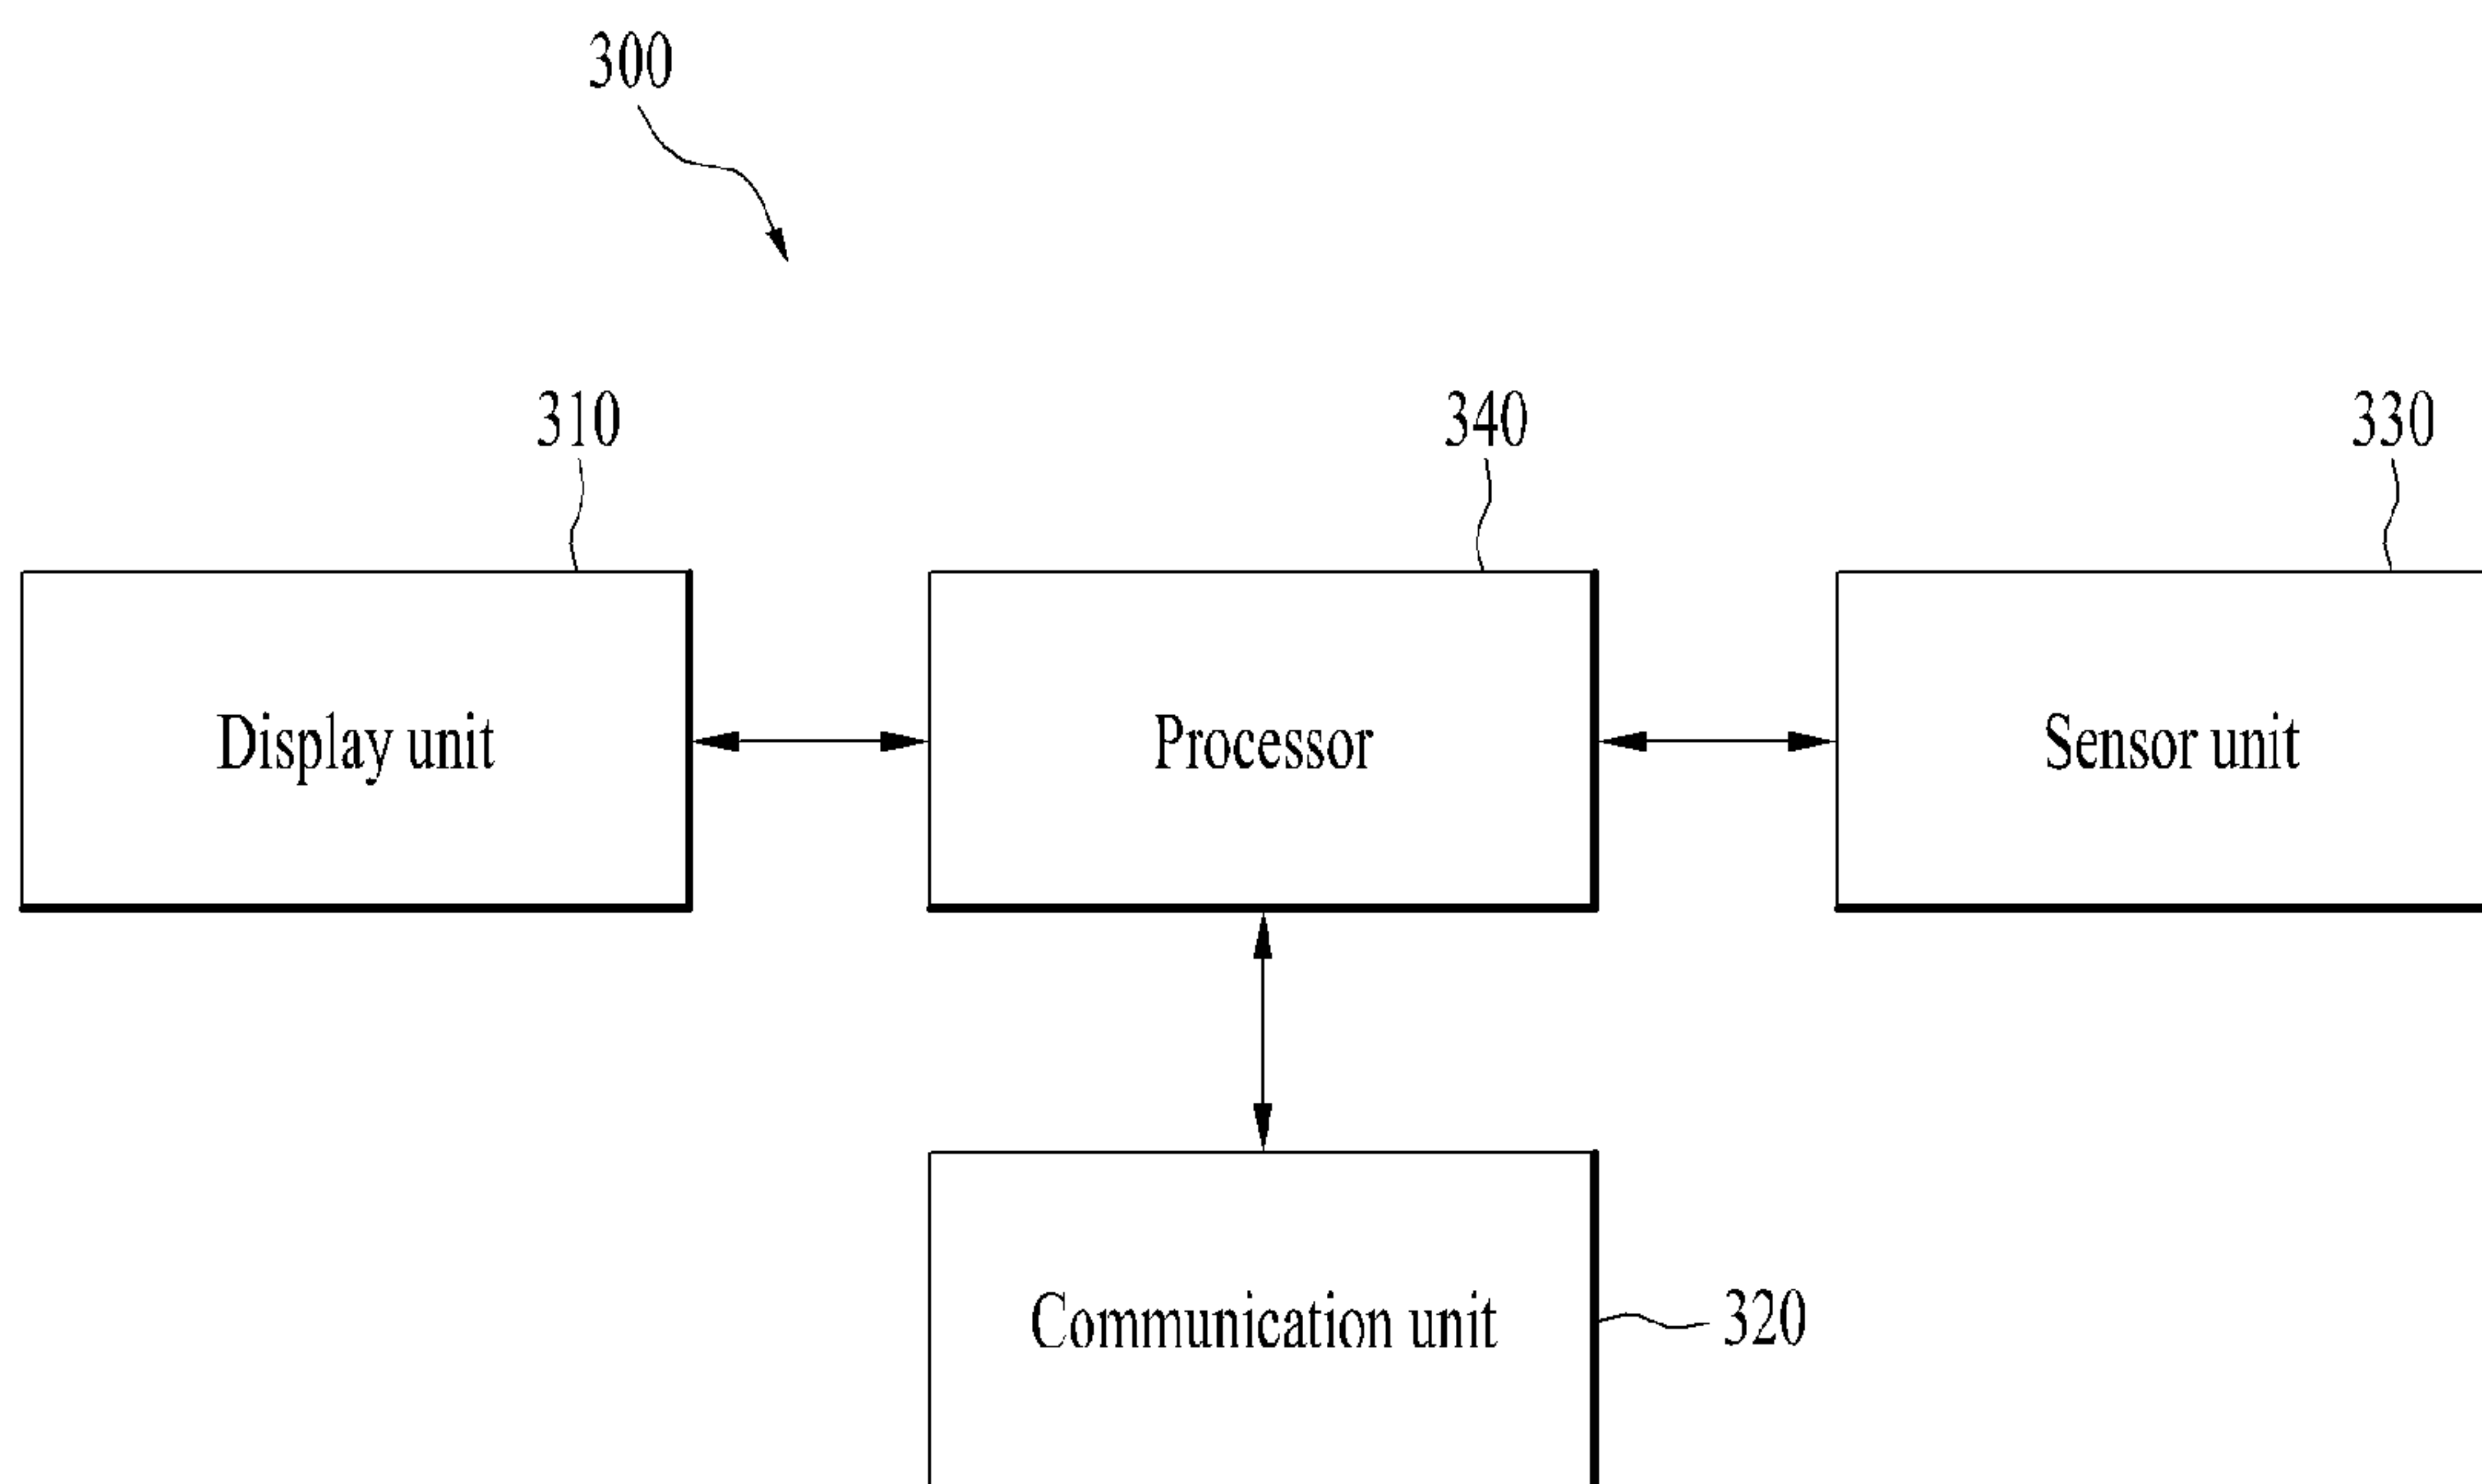 300
310
340
330
Display unit
Processor
Sensor unit
Communication unit
320